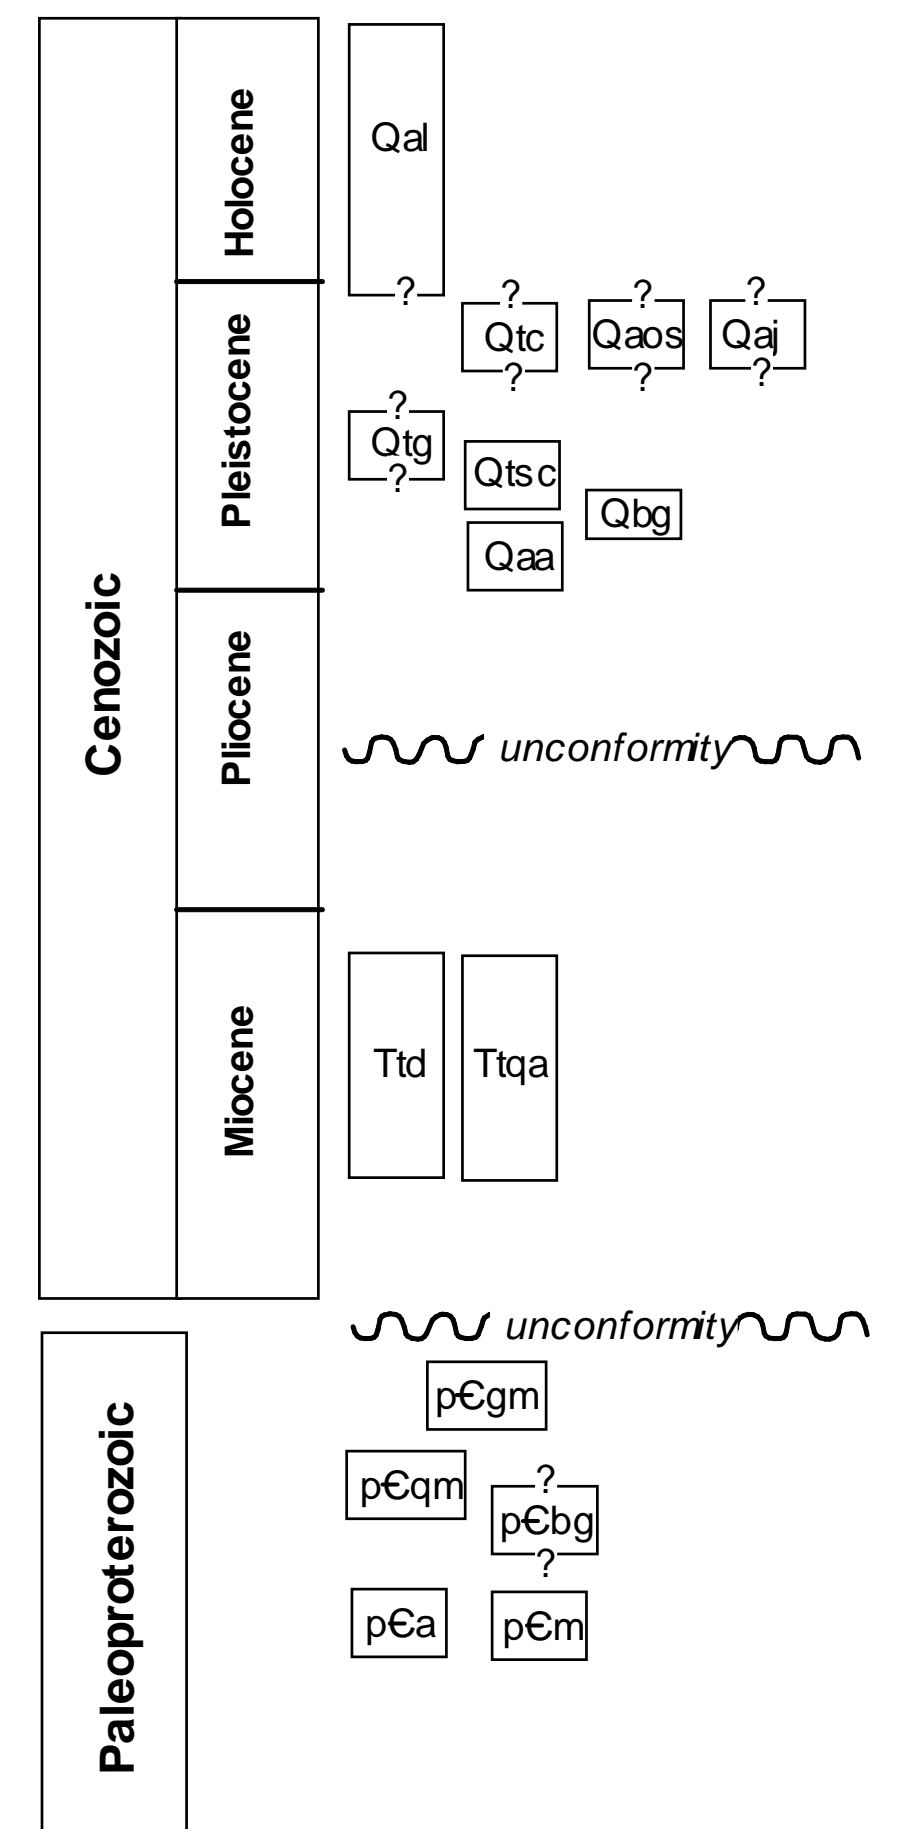 Cenozoic
Holocene
Pleistocene
Pliocene
Miocene
Paleoproterozoic
Qal
?
? ? ?
Qtc Qaos Qaj
? ? ?
?
Qtg
?
Qtsc
Qbg
Qaa
unconformity
Ttd Ttqa
unconformity
p€gm
p€qm
?
p€bg
?
p€a p€m